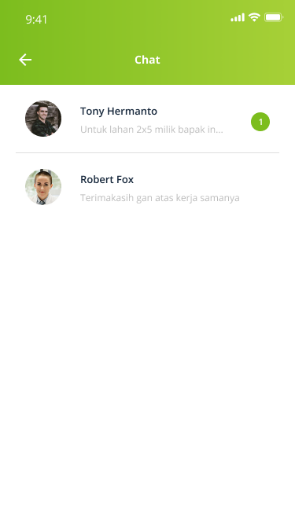 9:41
Chat
Tony Hermanto
Untuk lahan 2x5 milik bapak in...
1
Robert Fox
Terimakasih gan atas kerja samanya